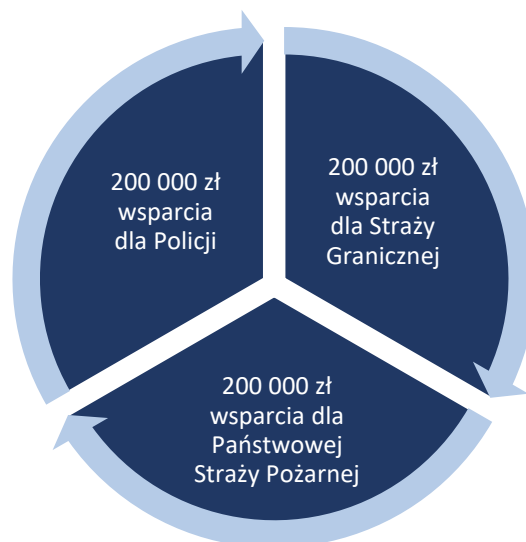 200 000 zł
wsparcia
dla Policji
200 000 zł
wsparcia
dla Straży
Granicznej
200 000 zł
wsparcia dla
Państwowej
Straży Pożarnej